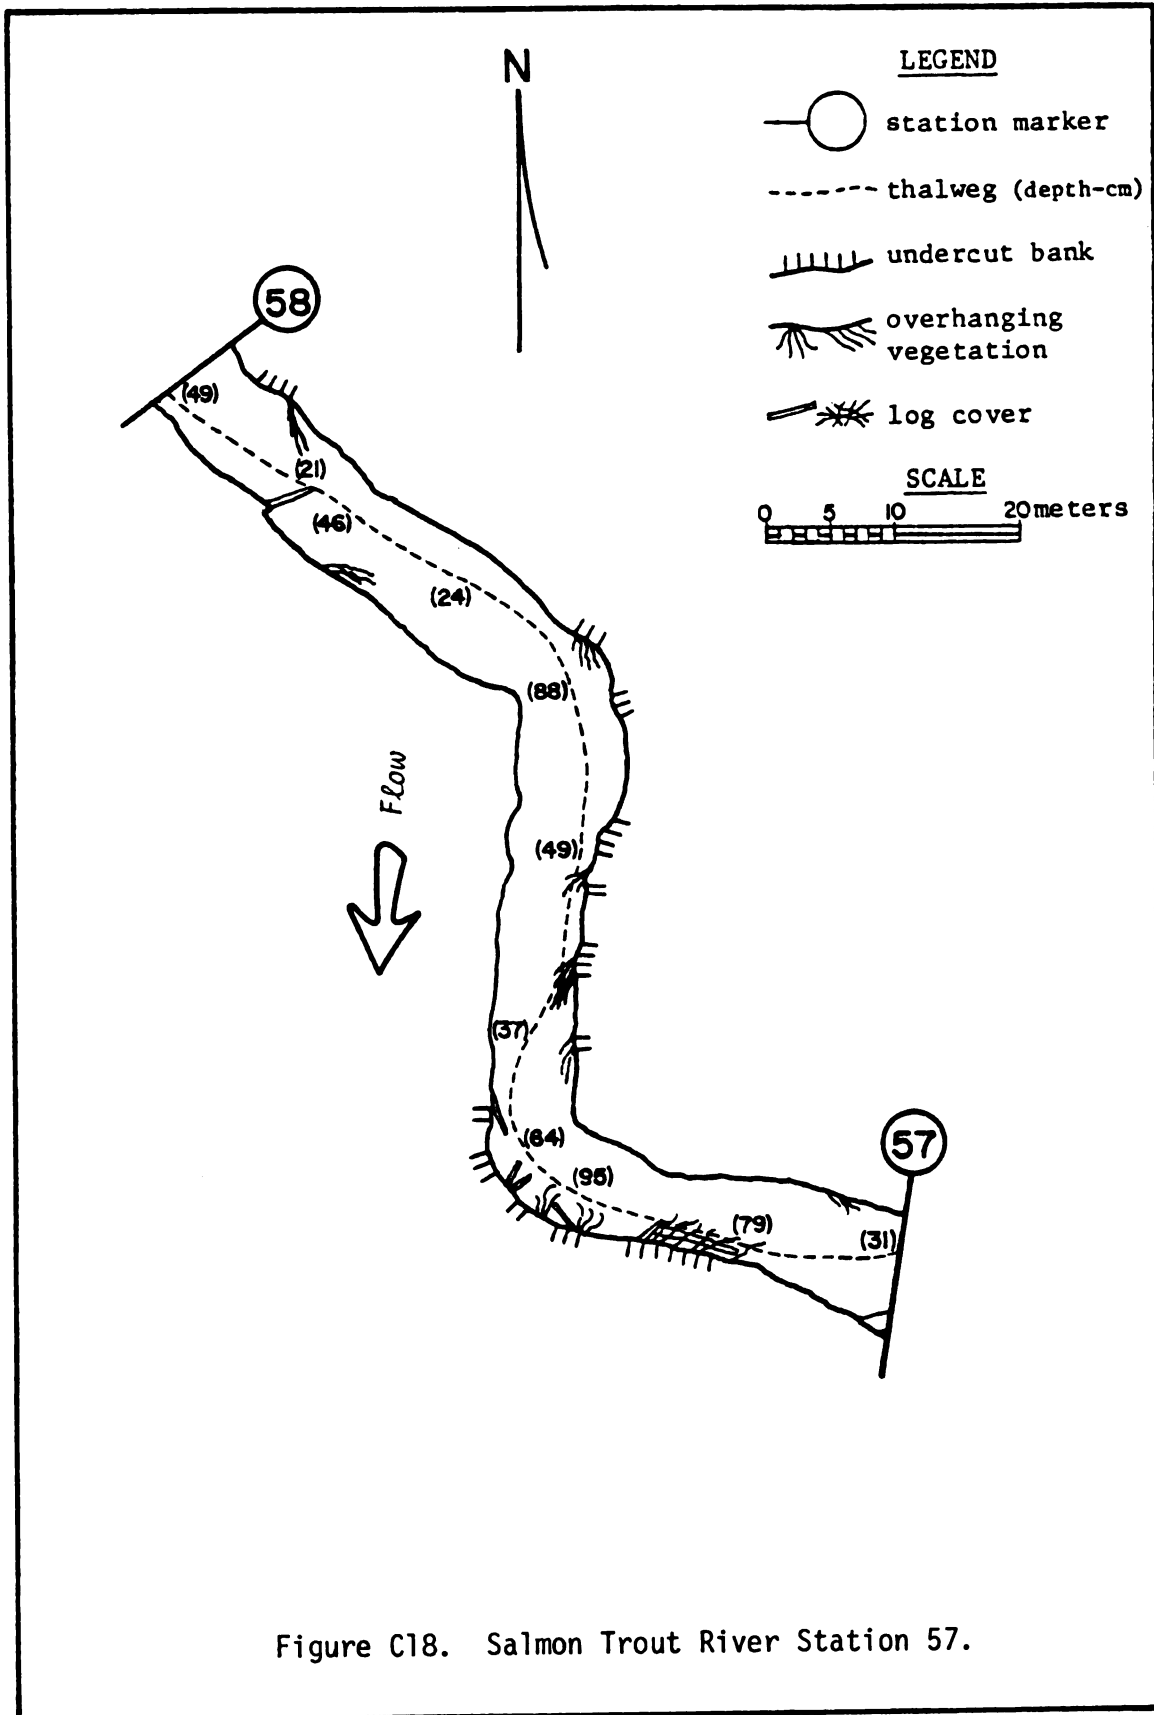 N
LEGEND
station marker
thalweg (depth-cm)
undercut bank
overhanging
vegetation
log cover
SCALE
0 5 10 20meters
58
(49)
(21)
(46)
(24)
(88)
Flow
(49)
(37)
(64)
(95)
57
(79)
(31)
Figure C18. Salmon Trout River Station 57.